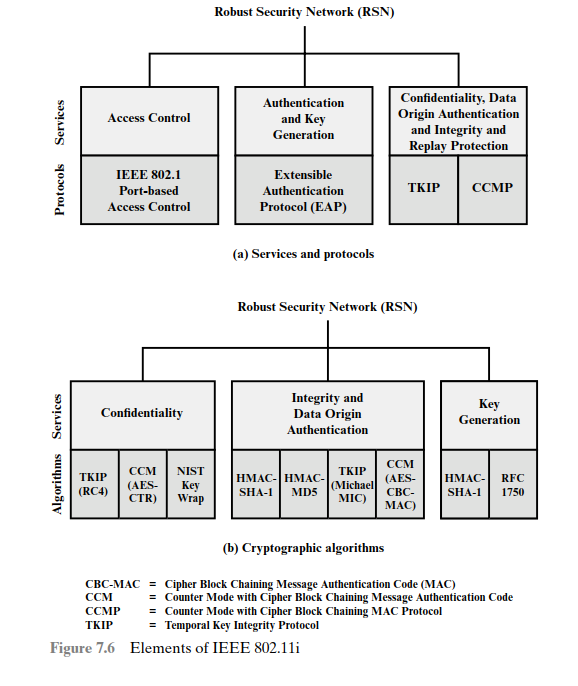 Robust Security Network (RSN)
Services
Access Control
Authentication
and Key
Generation
Confidentiality, Data
Origin Authentication
and Integrity and
Replay Protection
Protocols
IEEE 802.1
Port-based
Access Control
Extensible
Authentication
Protocol (EAP)
TKIP
CCMP
(a) Services and protocols
Robust Security Network (RSN)
Services
Confidentiality
Integrity and
Data Origin
Authentication
Key
Generation
Algorithms
TKIP
(RC4)
CCM
(AES-
CTR)
NIST
Key
Wrap
HMAC-
SHA-1
HMAC-
MD5
TKIP
(Michael
MIC)
CCM
(AES-
CBC-
MAC)
HMAC-
SHA-1
RFC
1750
(b) Cryptographic algorithms
CBC-MAC = Cipher Block Chaining Message Authentication Code (MAC)
CCM = Counter Mode with Cipher Block Chaining Message Authentication Code
CCMP = Counter Mode with Cipher Block Chaining MAC Protocol
TKIP = Temporal Key Integrity Protocol
Figure 7.6 Elements of IEEE 802.11i